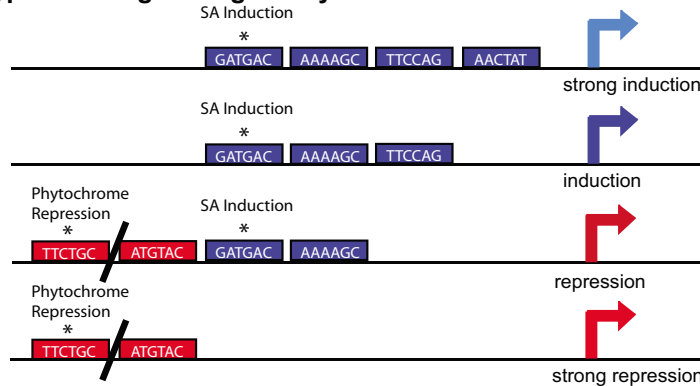 SA Induction
*
GATGAC AAAAGC TTCCAG AACTAT
strong induction
SA Induction
*
GATGAC AAAAGC TTCCAG
induction
Phytochrome
Repression SA Induction
* *
TTCTGC ATGTAC GATGAC AAAAGC
repression
Phytochrome
Repression
*
TTCTGC ATGTAC
strong repression